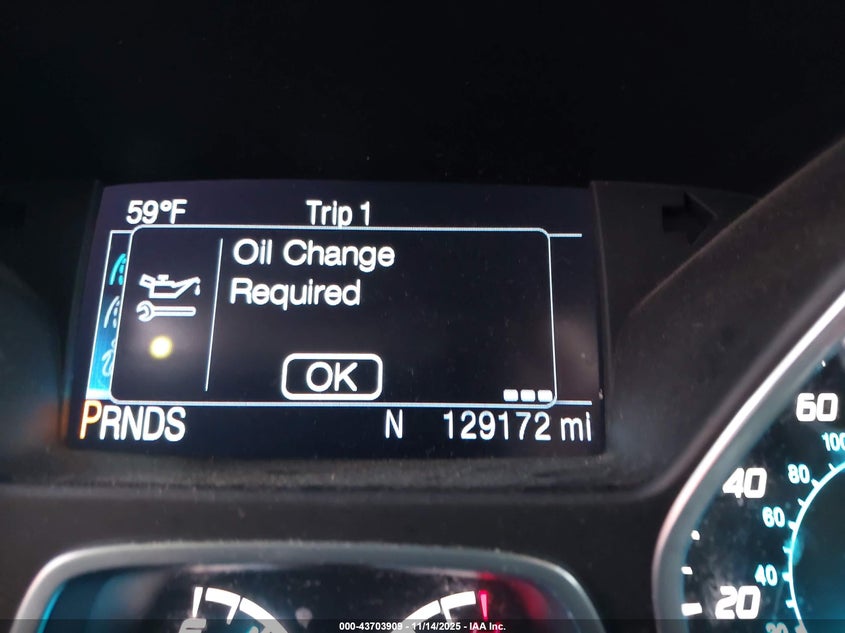 59°F Trip 1
Oil Change
Required
OK
PRNDS N 129172 mi
60
100
80
40
60
40
20
000-43703909 - 11/14/2025 - IAA Inc.